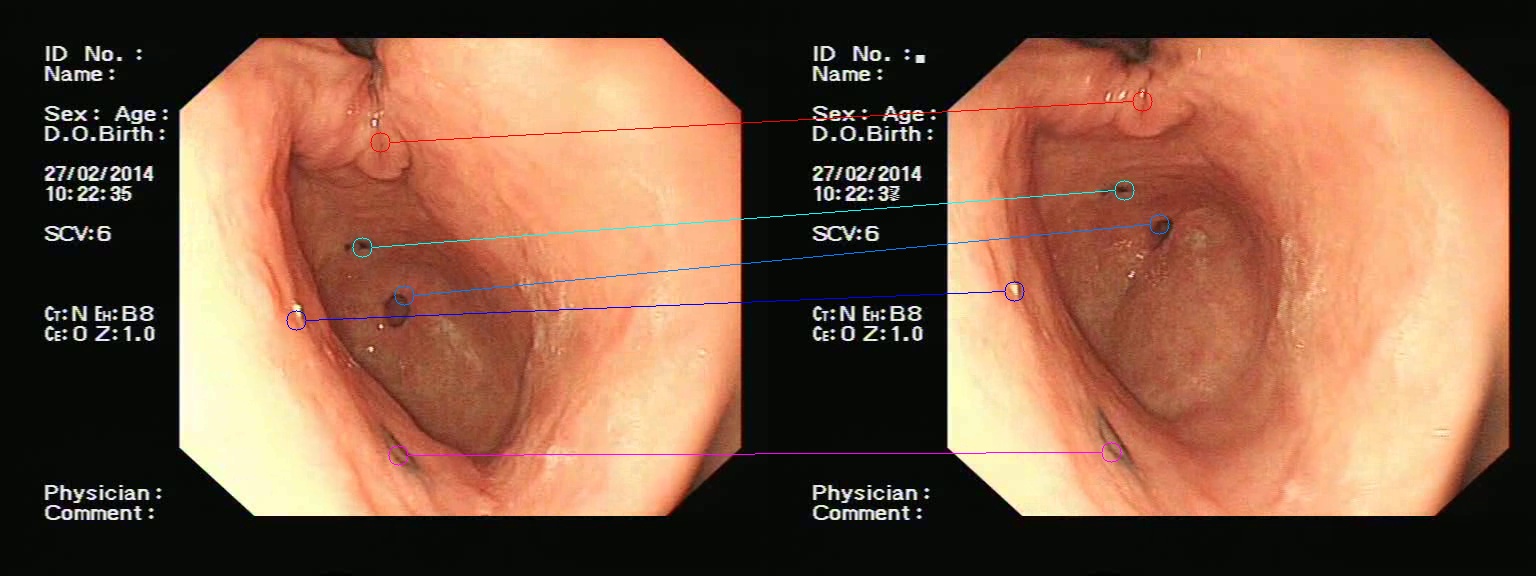 ID No. :
Name:
Sex: Age:
D.O.Birth:
27/02/2014
10:22:35
SCV:6
CT:N EH:B8
CE:0 Z:1.0
Physician:
Comment:
ID No. :
Name:
Sex: Age:
D.O.Birth:
27/02/2014
SCV:6
CT:N EH:B8
CE:0 Z:1.0
Physician:
Comment: